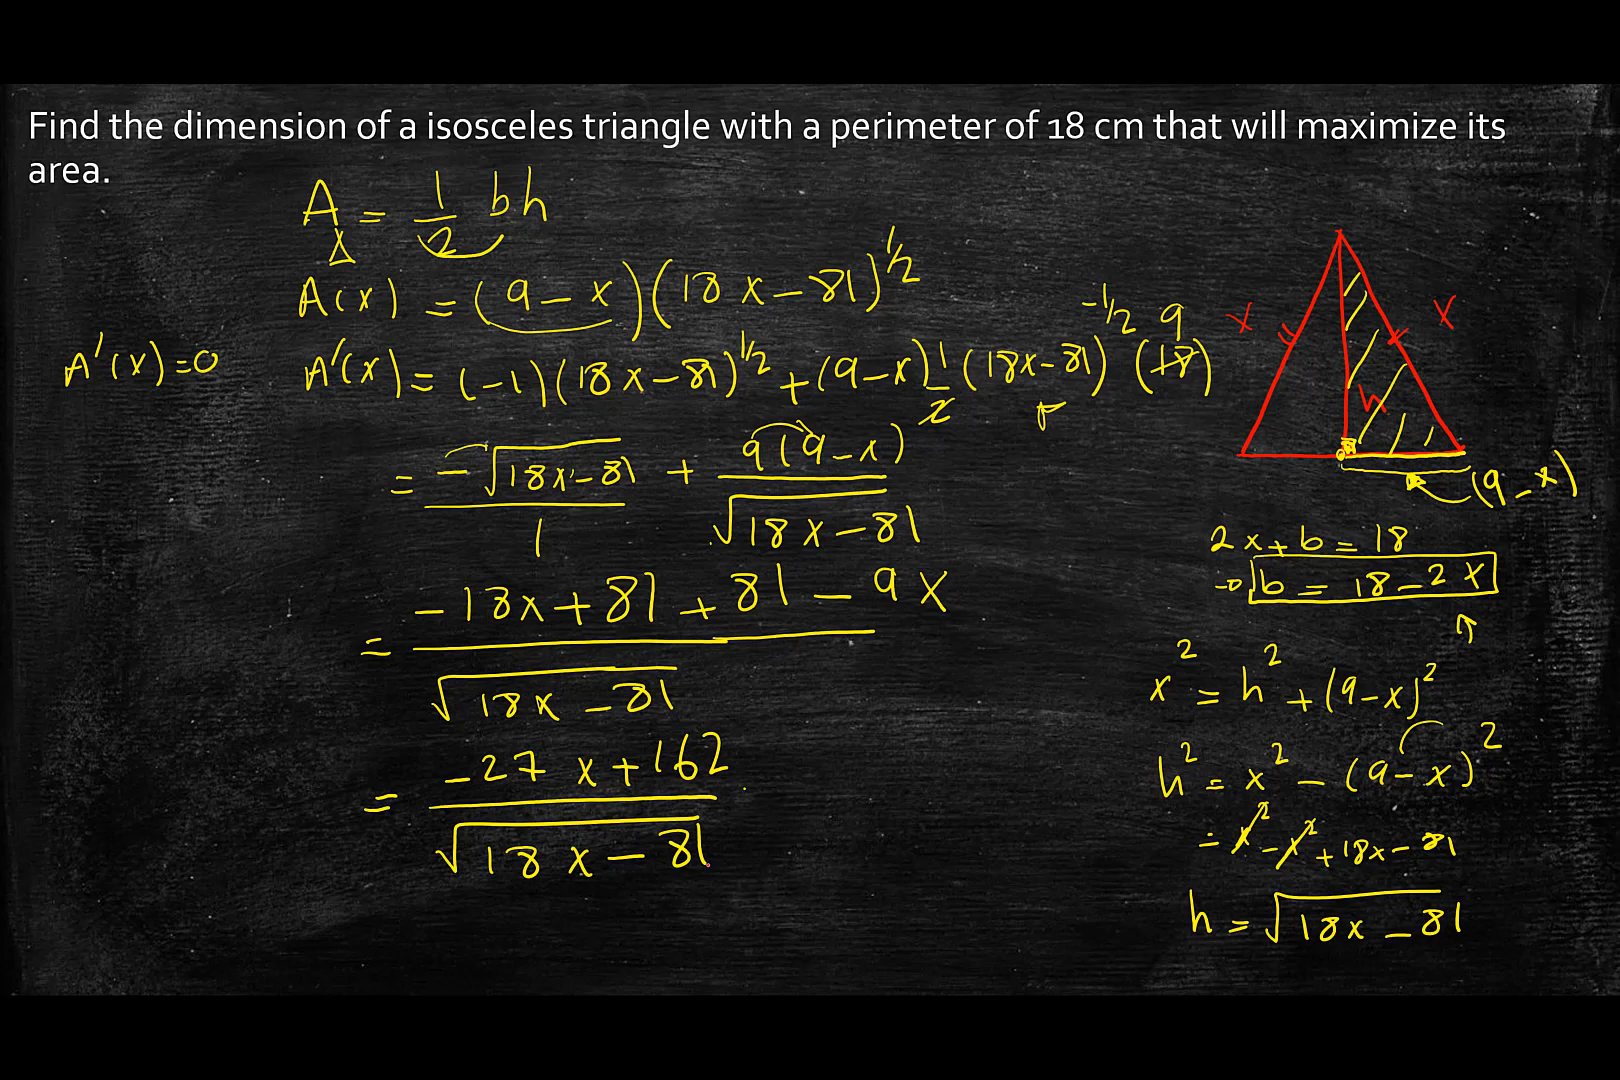 Find the dimension of a isosceles triangle with a perimeter of 18 cm that will maximize its
area.
A△ = 1/2 bh
A(x) = (9 - x)(18x - 81)^1/2
A'(x) = 0
A'(x) = (-1)(18x - 81)^1/2 + (9 - x) 1/2 (18x - 81)^-1/2 (18) 9
= -√(18x - 81) / 1 + 9(9 - x) / √(18x - 81)
= (-18x + 81 + 81 - 9x) / √(18x - 81)
= (-27x + 162) / √(18x - 81)
x x
h
(9 - x)
2x + b = 18
→ b = 18 - 2x
x² = h² + (9 - x)²
h² = x² - (9 - x)²
= x² - x² + 18x - 81
h = √(18x - 81)